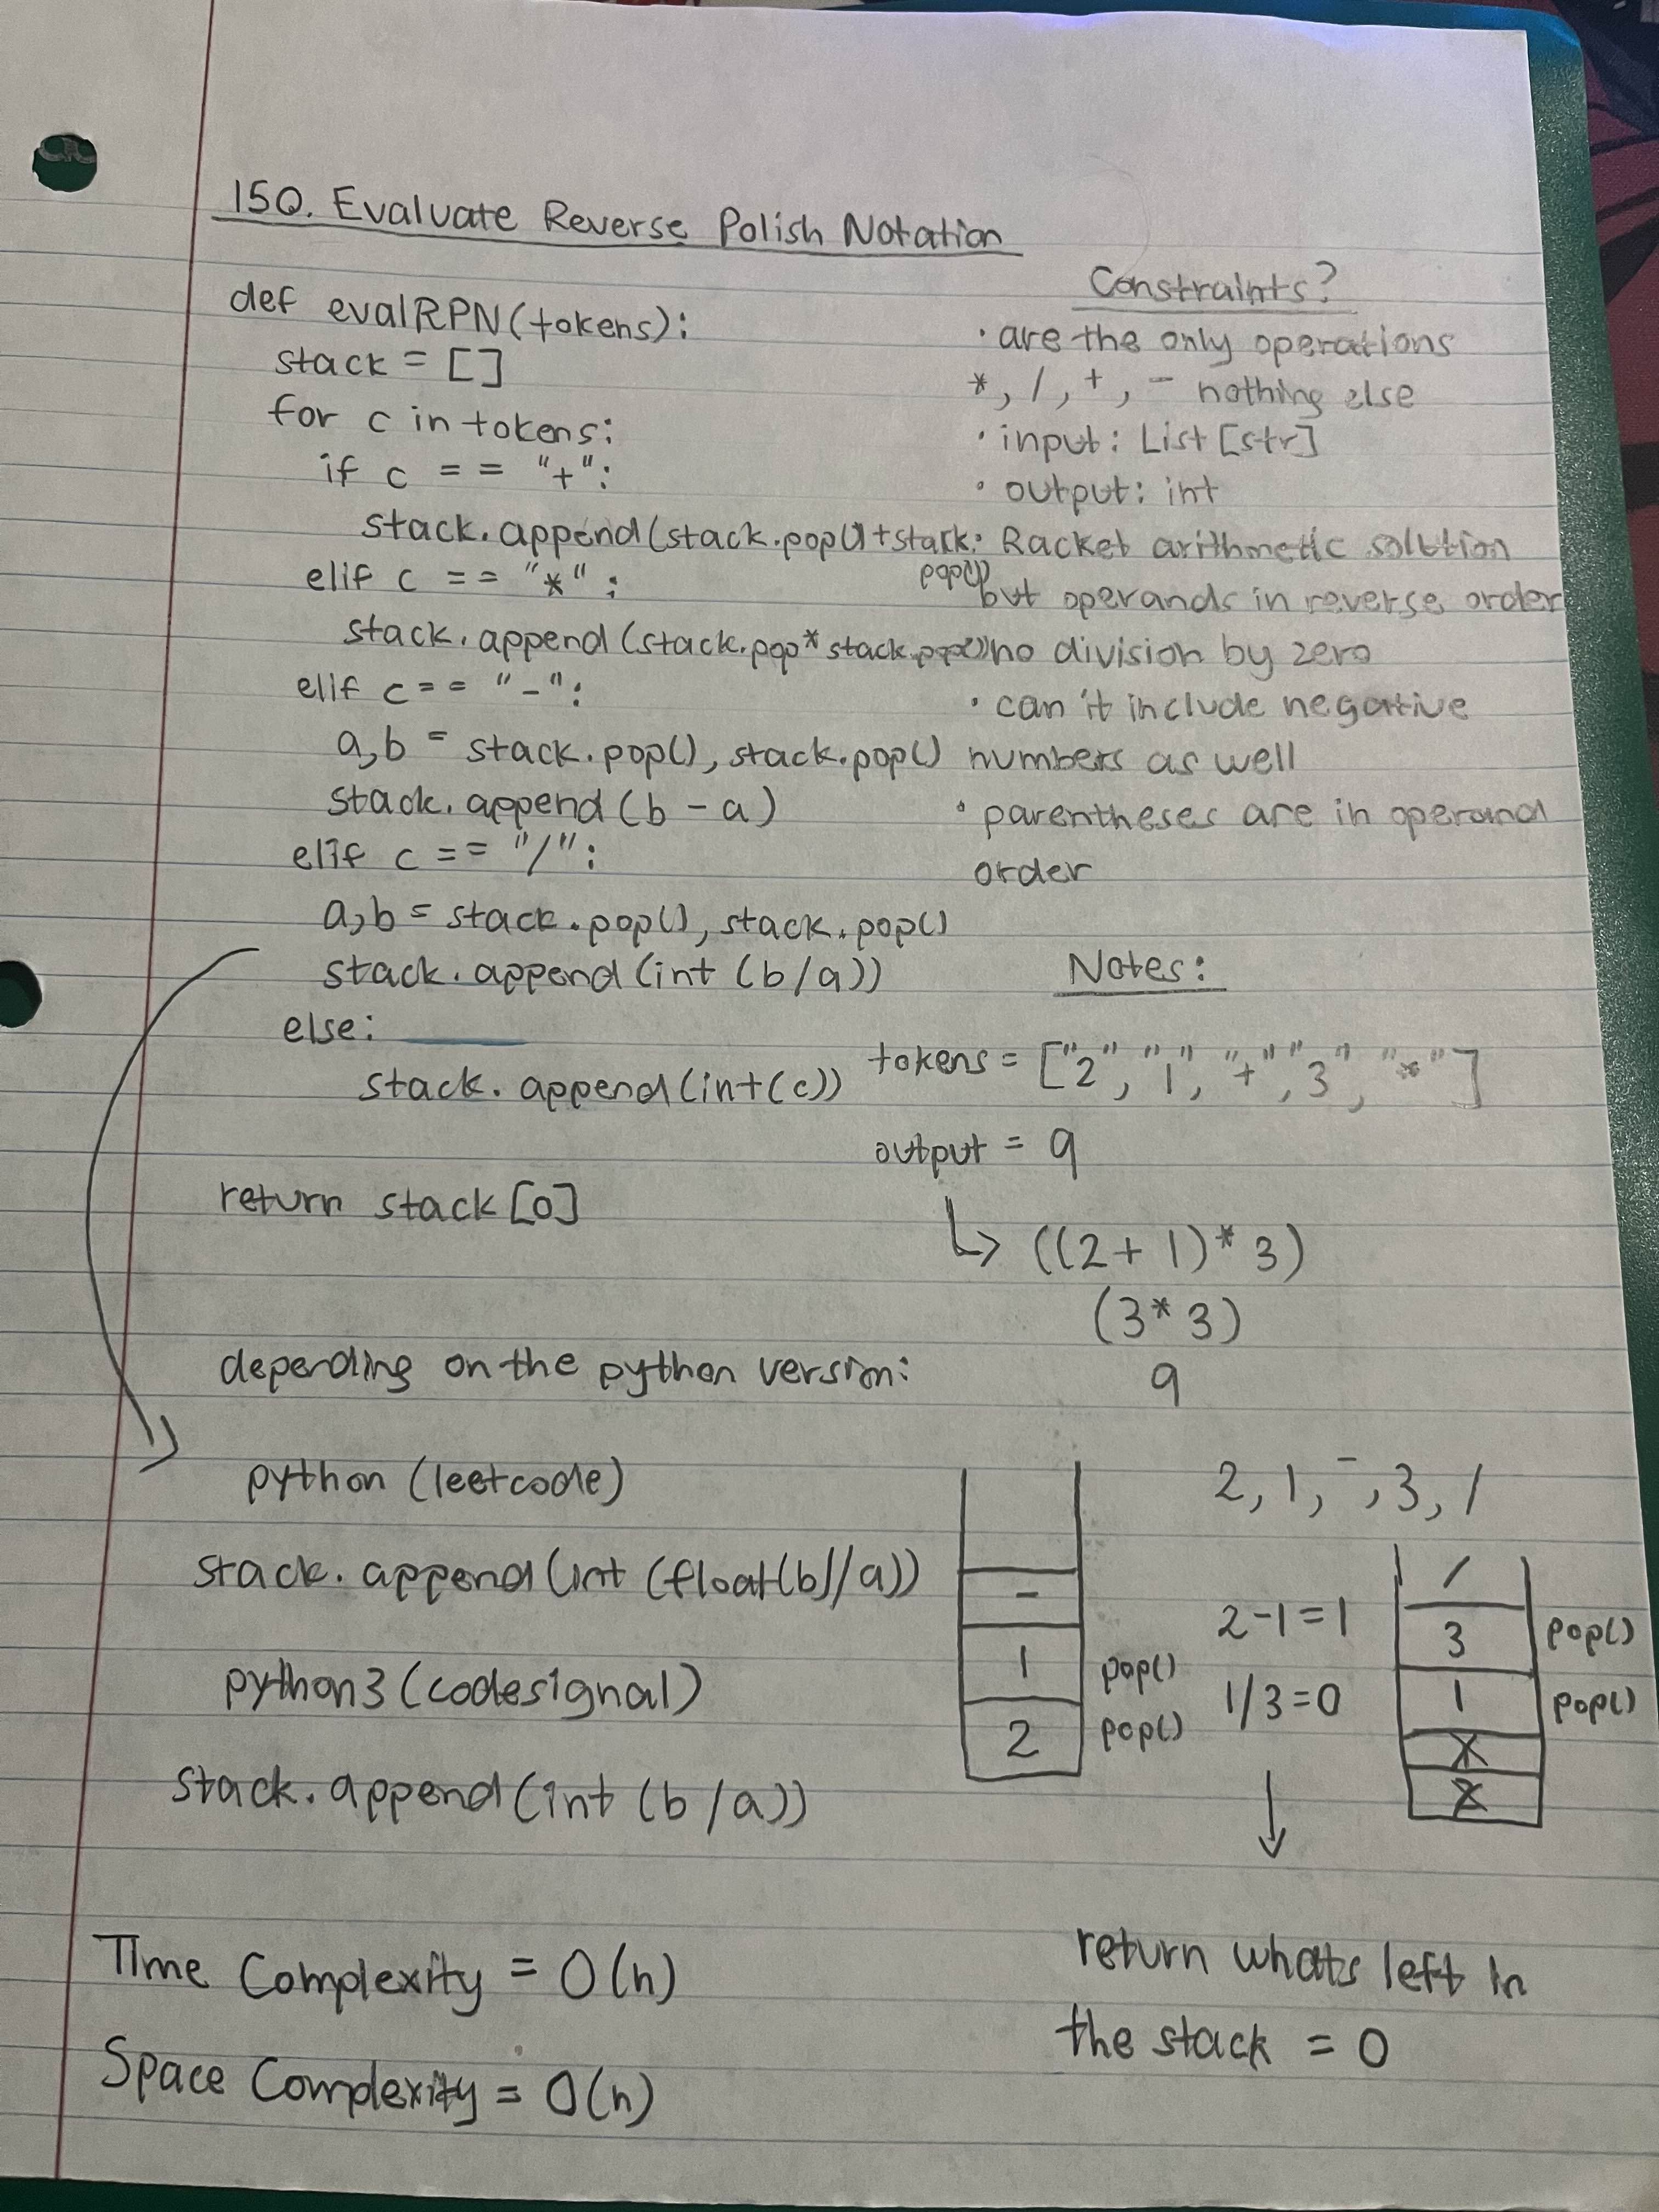 150. Evaluate Reverse Polish Notation
def evalRPN(tokens):
stack = []
for c in tokens:
if c == "+":
stack.append(stack.pop()+stack.
pop())
elif c == "*":
stack.append(stack.pop*stack.pop())
elif c == "-":
a,b = stack.pop(), stack.pop()
stack.append(b - a)
elif c == "/":
a,b = stack.pop(), stack.pop()
stack.append(int(b/a))
else:
stack.append(int(c))
return stack[0]
Constraints?
· are the only operations
*, /, +, - nothing else
· input: List[str]
· output: int
· Racket arithmetic solution
but operands in reverse order
no division by zero
· can it include negative
numbers as well
· parentheses are in operand
order
Notes:
tokens = ["2", "1", "+", "3", "*"]
output = 9
↳ ((2 + 1) * 3)
(3 * 3)
9
depending on the python version:
python (leetcode)
stack.append(int(float(b)/a))
python3 (codesignal)
stack.append(int(b/a))
2, 1, -, 3, /
-
1 pop()
2 pop()
2-1=1
1/3=0
/
3 pop()
1 pop()
X
X
return whats left in
the stack = 0
Time Complexity = O(n)
Space Complexity = O(n)